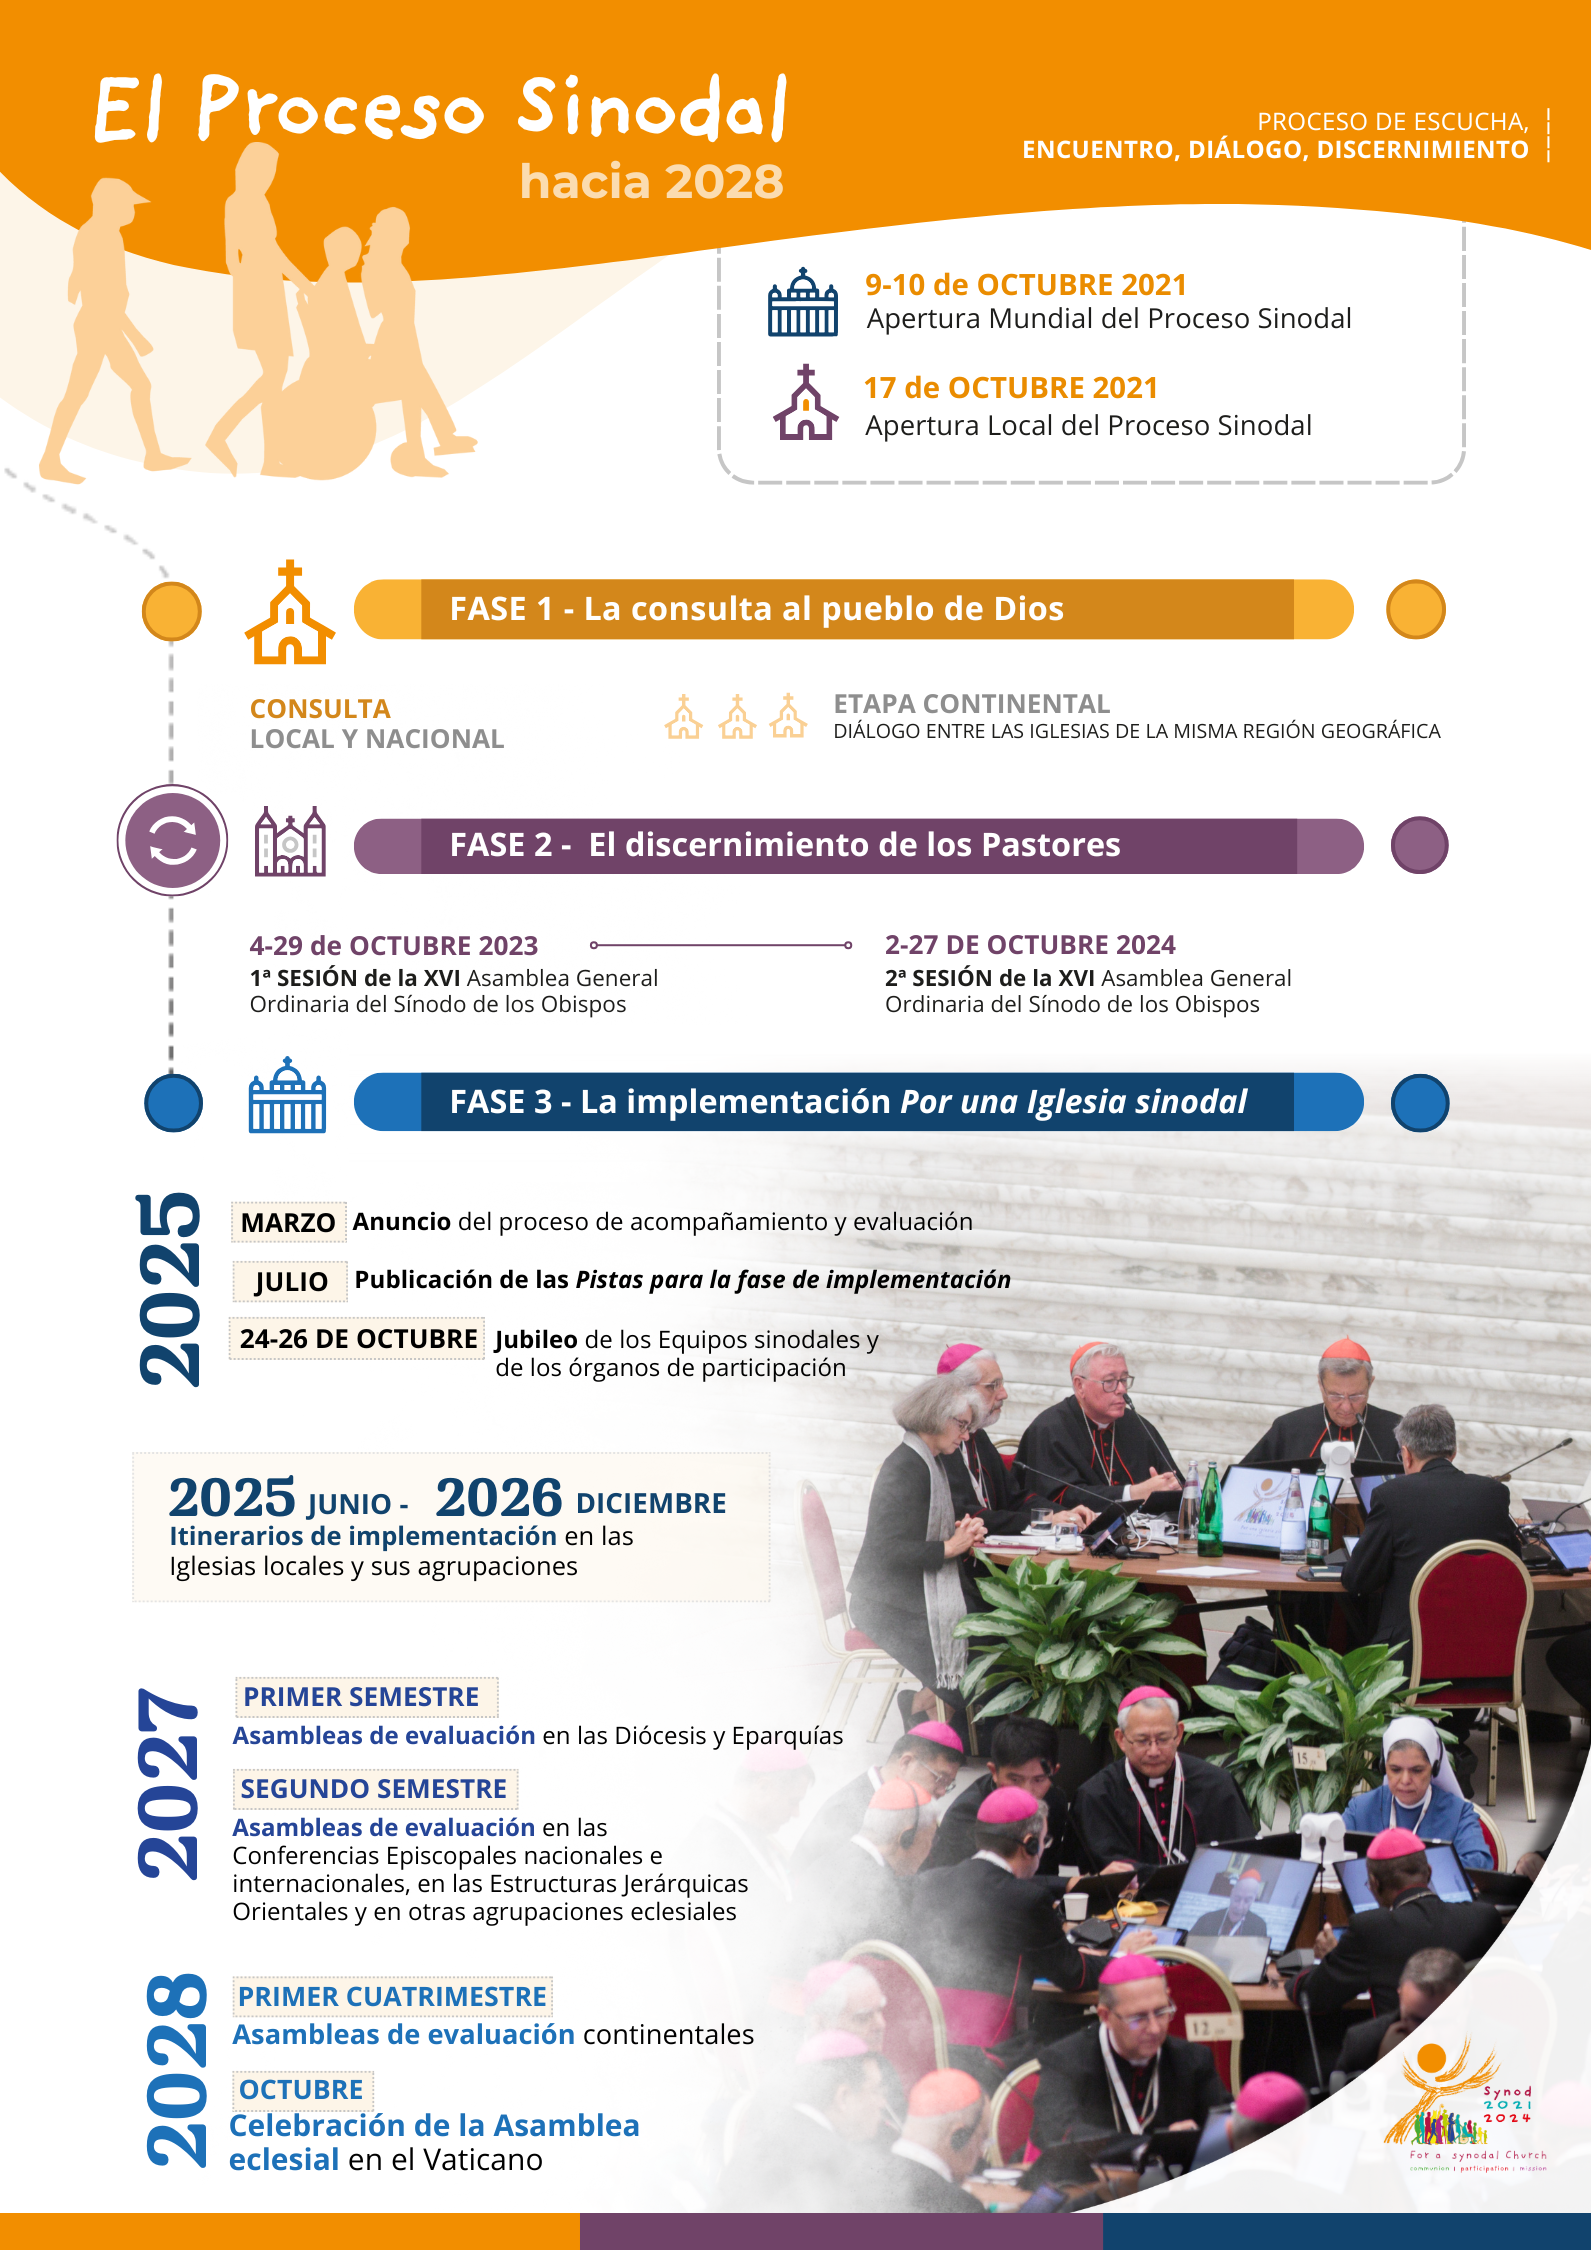 El Proceso Sinodal
hacia 2028
PROCESO DE ESCUCHA,
ENCUENTRO, DIÁLOGO, DISCERNIMIENTO
9-10 de OCTUBRE 2021
Apertura Mundial del Proceso Sinodal
17 de OCTUBRE 2021
Apertura Local del Proceso Sinodal
FASE 1 - La consulta al pueblo de Dios
CONSULTA
LOCAL Y NACIONAL
ETAPA CONTINENTAL
DIÁLOGO ENTRE LAS IGLESIAS DE LA MISMA REGIÓN GEOGRÁFICA
FASE 2 - El discernimiento de los Pastores
4-29 de OCTUBRE 2023
1ª SESIÓN de la XVI Asamblea General
Ordinaria del Sínodo de los Obispos
2-27 DE OCTUBRE 2024
2ª SESIÓN de la XVI Asamblea General
Ordinaria del Sínodo de los Obispos
FASE 3 - La implementación Por una Iglesia sinodal
2025
MARZO Anuncio del proceso de acompañamiento y evaluación
JULIO Publicación de las Pistas para la fase de implementación
24-26 DE OCTUBRE Jubileo de los Equipos sinodales y
de los órganos de participación
2025 JUNIO - 2026 DICIEMBRE
Itinerarios de implementación en las
Iglesias locales y sus agrupaciones
2027
PRIMER SEMESTRE
Asambleas de evaluación en las Diócesis y Eparquías
SEGUNDO SEMESTRE
Asambleas de evaluación en las
Conferencias Episcopales nacionales e
internacionales, en las Estructuras Jerárquicas
Orientales y en otras agrupaciones eclesiales
2028
PRIMER CUATRIMESTRE
Asambleas de evaluación continentales
OCTUBRE
Celebración de la Asamblea
eclesial en el Vaticano
15
12
Synod
2021
2024
For a synodal Church
communion | participation | mission